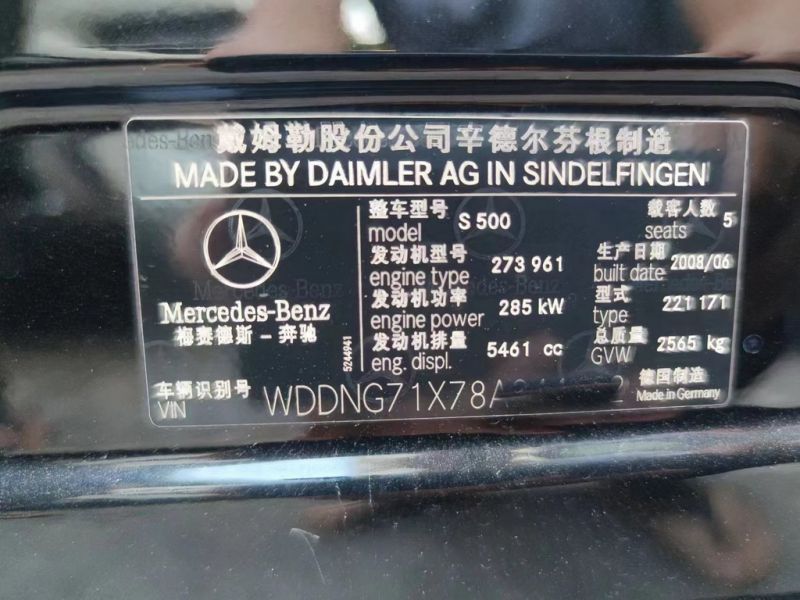 戴姆勒股份公司辛德尔芬根制造
MADE BY DAIMLER AG IN SINDELFINGEN
Mercedes-Benz
梅赛德斯 - 奔驰
5244941
整车型号
model S 500
载客人数
seats 5
发动机型号
engine type 273 961
生产日期
built date 2008/06
发动机功率
engine power 285 kW
型式
type 221 171
发动机排量
eng. displ. 5461 cc
总质量
GVW 2565 kg
车辆识别号
VIN WDDNG71X78A
德国制造
Made in Germany